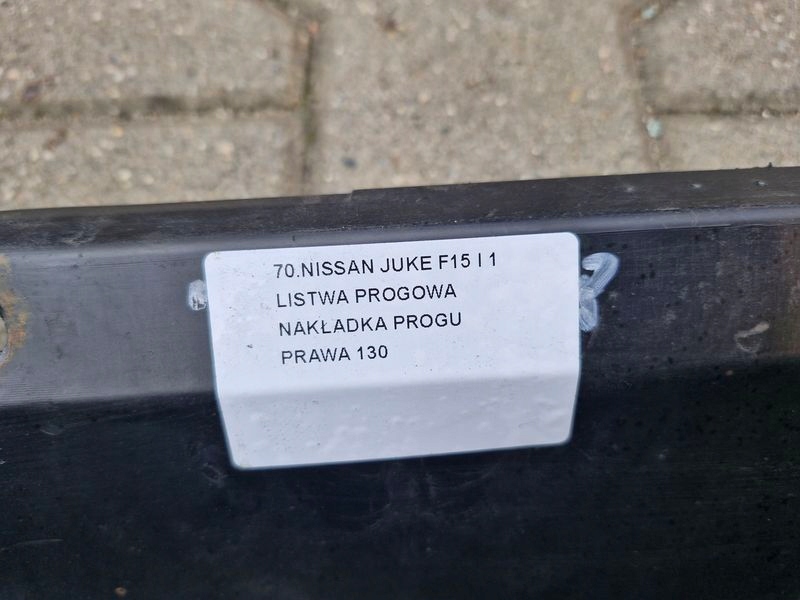 70.NISSAN JUKE F15 I 1
LISTWA PROGOWA
NAKŁADKA PROGU
PRAWA 130